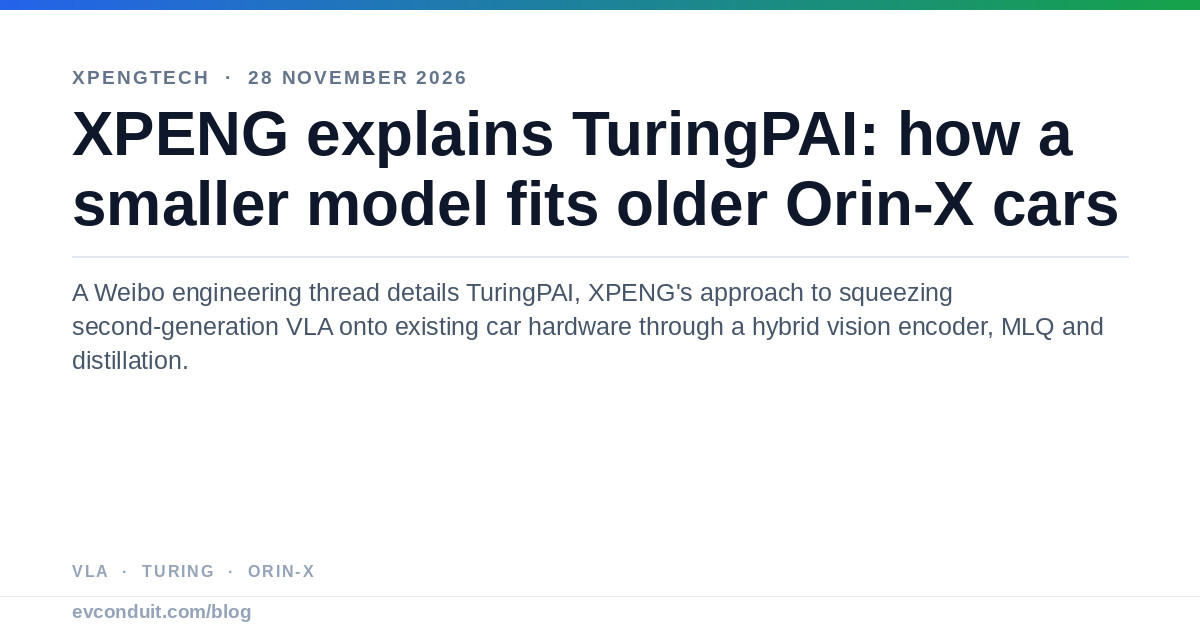 XPENGTECH · 28 NOVEMBER 2026
XPENG explains TuringPAI: how a
smaller model fits older Orin-X cars
A Weibo engineering thread details TuringPAI, XPENG's approach to squeezing
second-generation VLA onto existing car hardware through a hybrid vision encoder, MLQ and
distillation.
VLA · TURING · ORIN-X
evconduit.com/blog